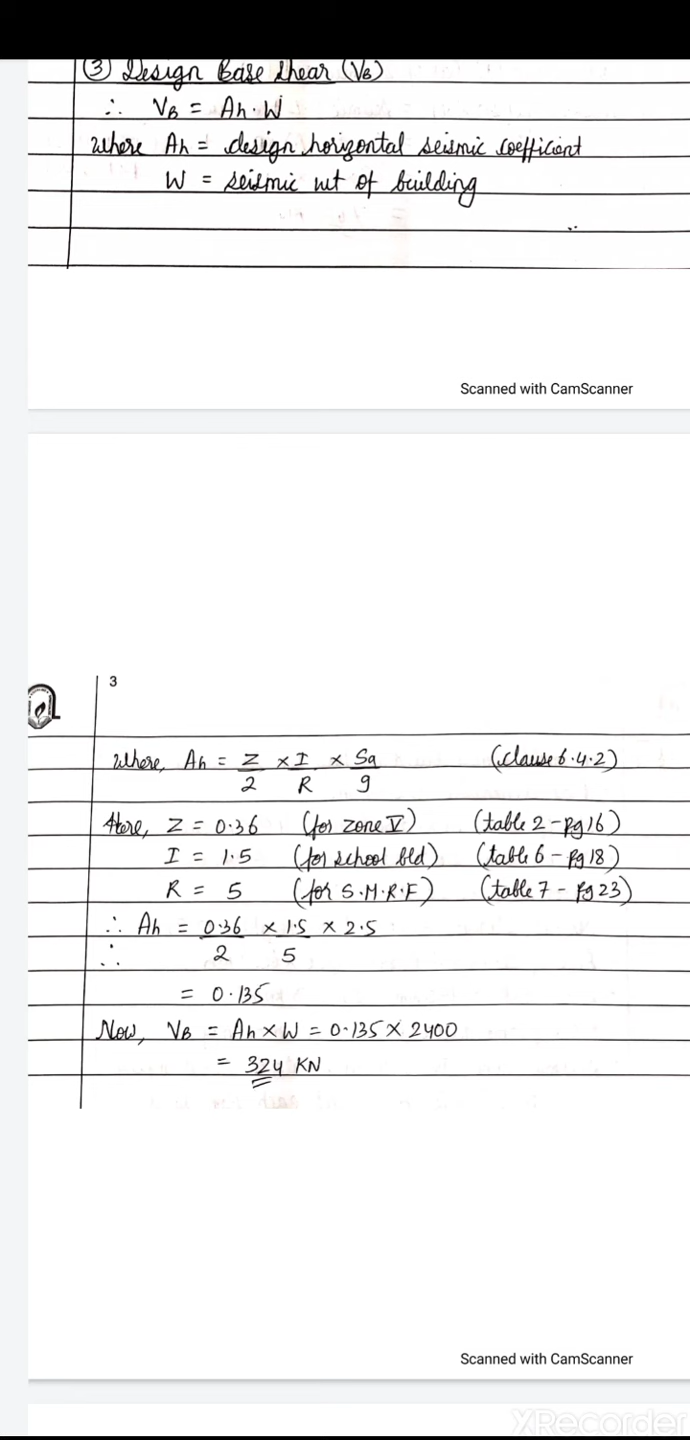 ③ Design Base Shear (VB)
∴ VB = Ah·W
where Ah = design horizontal seismic coefficient
W = seismic wt of building
Scanned with CamScanner
3
where, Ah = Z/2 × I/R × Sa/g (clause 6.4.2)
Here, Z = 0.36 (for zone V) (table 2 - Pg 16)
I = 1.5 (for school bld) (table 6 - Pg 18)
R = 5 (for S.M.R.F) (table 7 - Pg 23)
∴ Ah = 0.36/2 × 1.5/5 × 2.5
∴
= 0.135
Now, VB = Ah × W = 0.135 × 2400
= 324 KN
Scanned with CamScanner
XRecorder